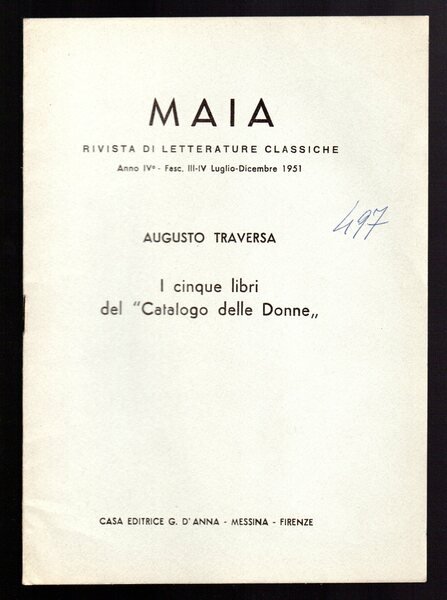 MAIA
RIVISTA DI LETTERATURE CLASSICHE
Anno IVº - Fasc. III-IV Luglio-Dicembre 1951
497
AUGUSTO TRAVERSA
I cinque libri
del "Catalogo delle Donne„
CASA EDITRICE G. D'ANNA - MESSINA - FIRENZE